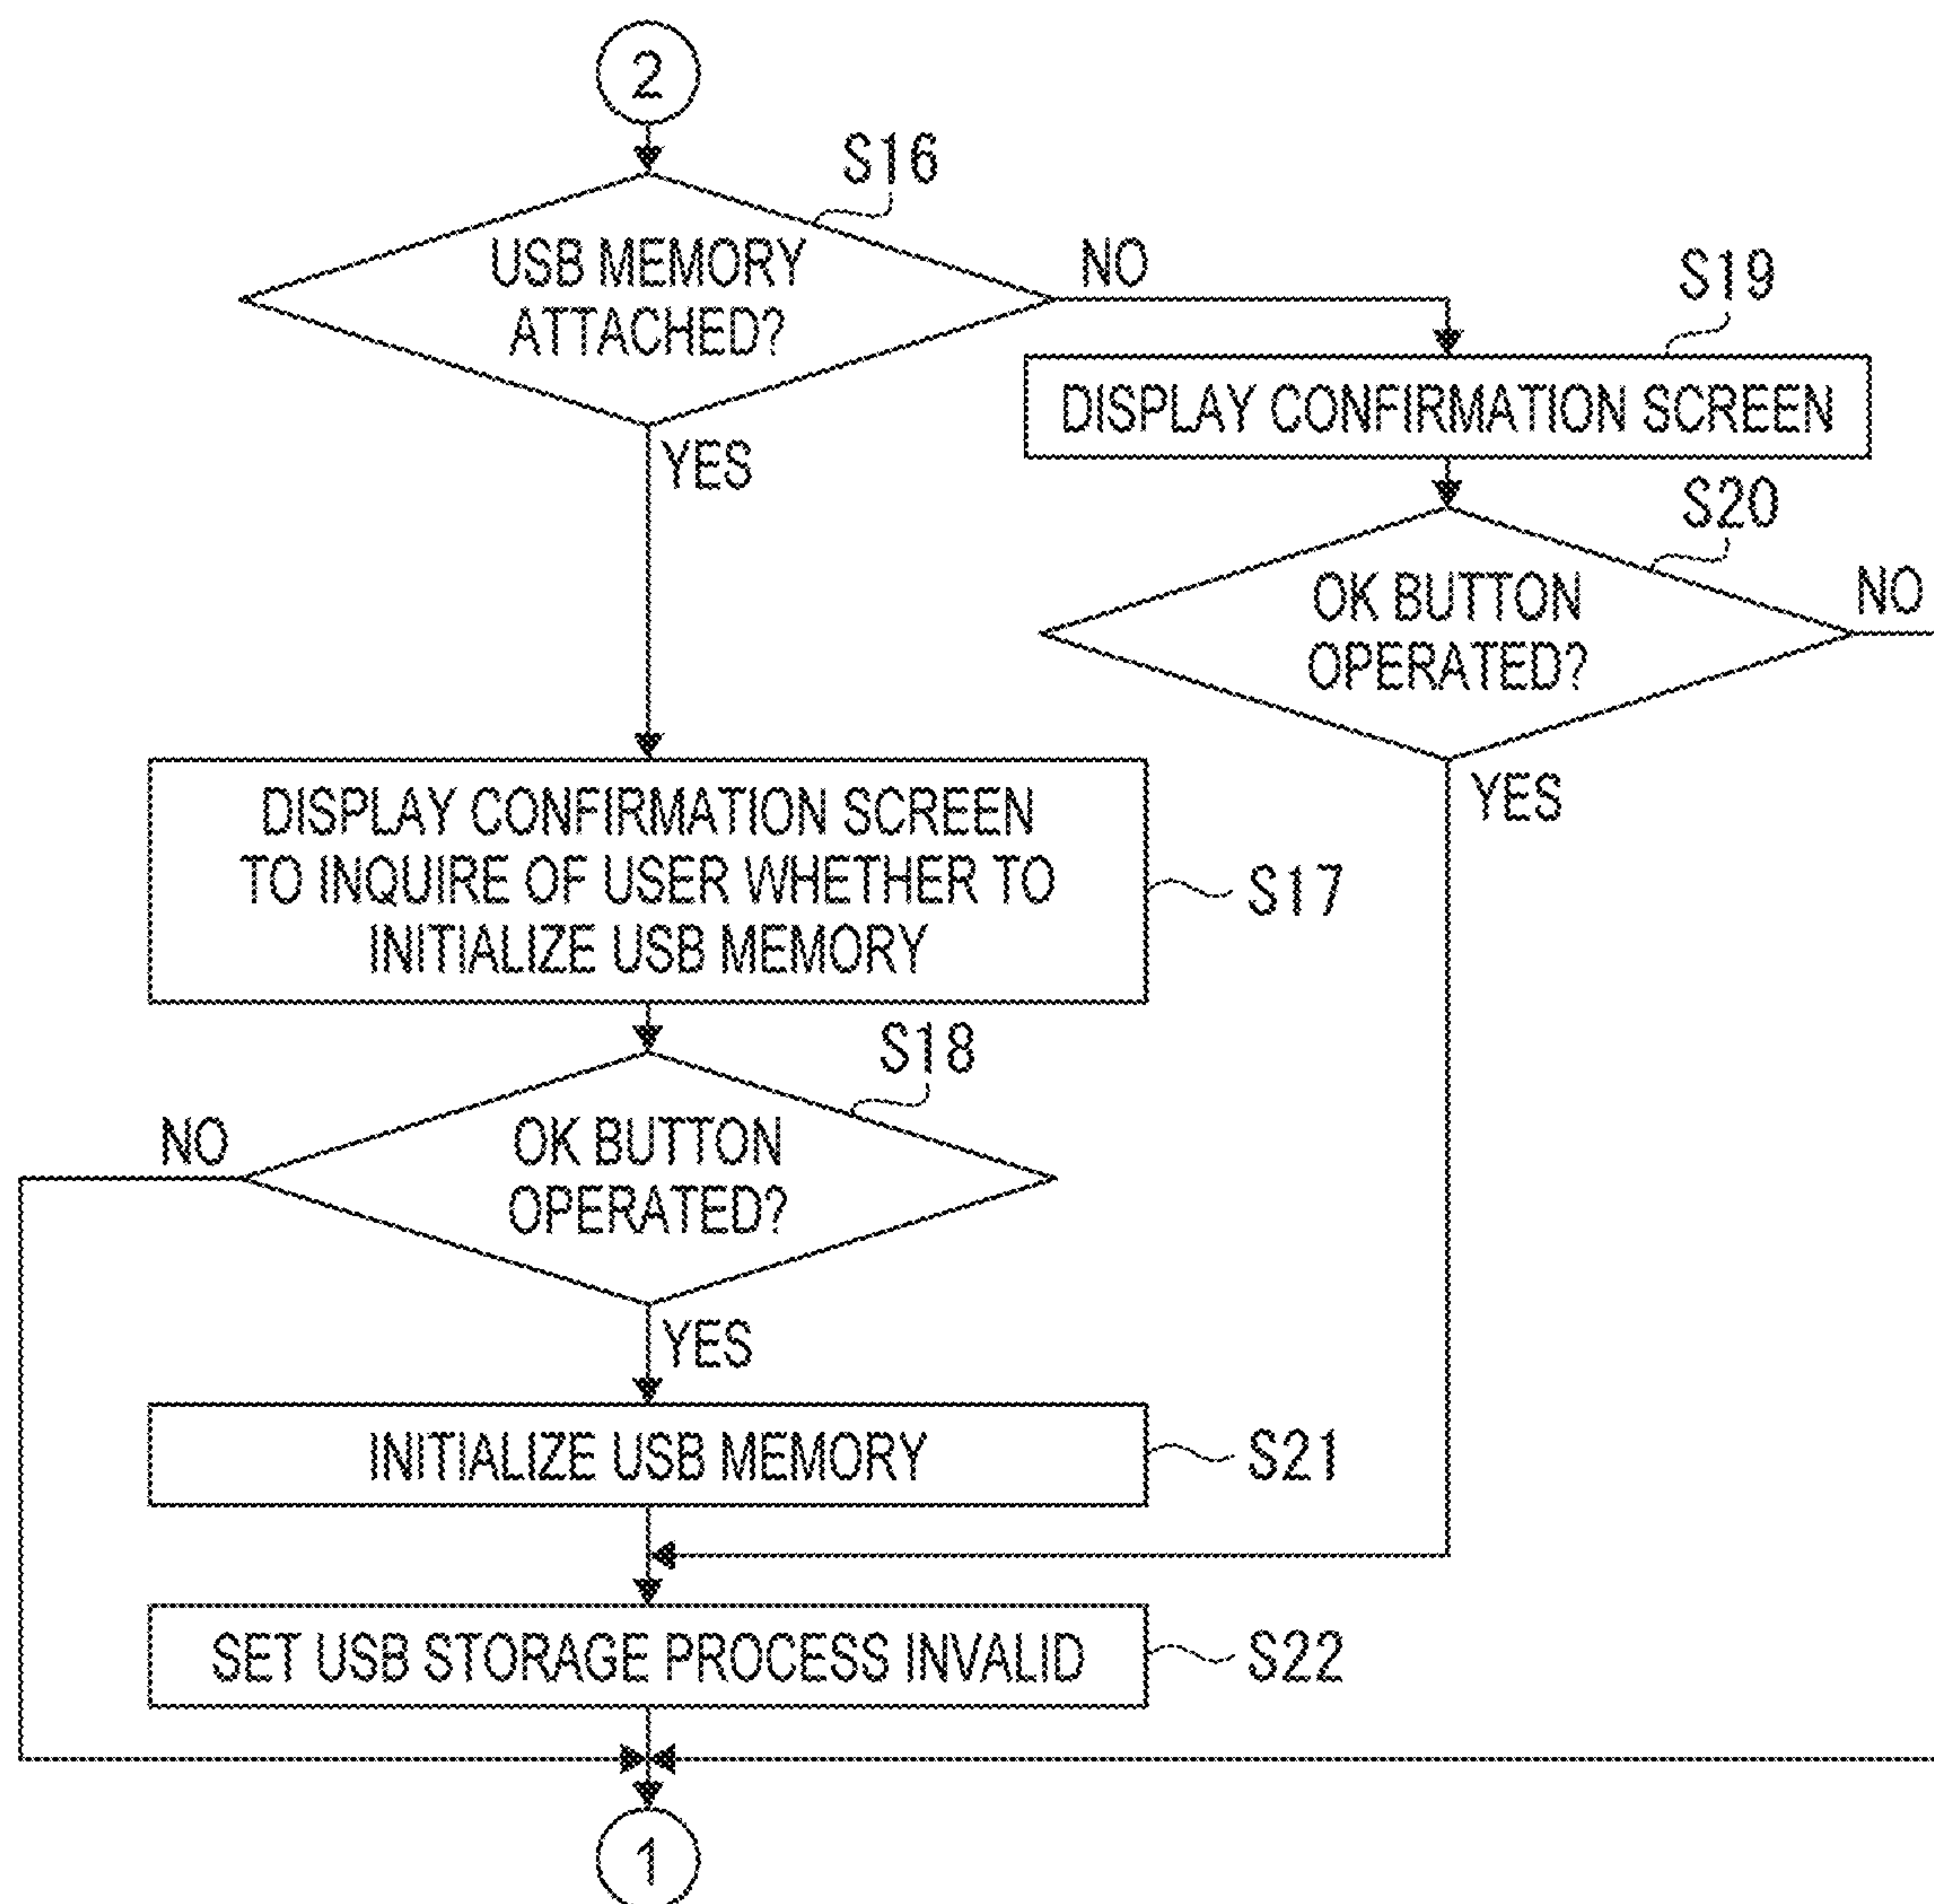 2
S16
USB MEMORY
ATTACHED?
NO
YES
S19
DISPLAY CONFIRMATION SCREEN
S20
OK BUTTON
OPERATED?
NO
YES
DISPLAY CONFIRMATION SCREEN
TO INQUIRE OF USER WHETHER TO
INITIALIZE USB MEMORY
S17
S18
OK BUTTON
OPERATED?
NO
YES
INITIALIZE USB MEMORY
S21
SET USB STORAGE PROCESS INVALID
S22
1